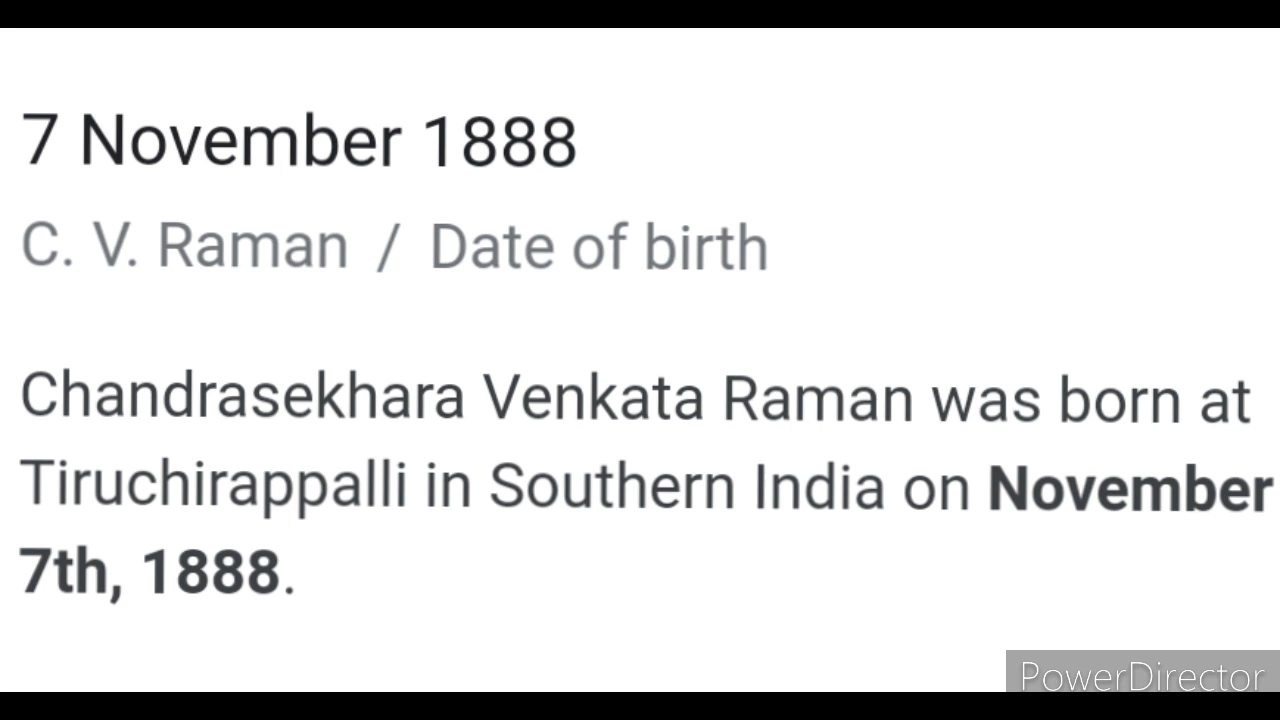 7 November 1888
C. V. Raman / Date of birth
Chandrasekhara Venkata Raman was born at
Tiruchirappalli in Southern India on November
7th, 1888.
PowerDirector